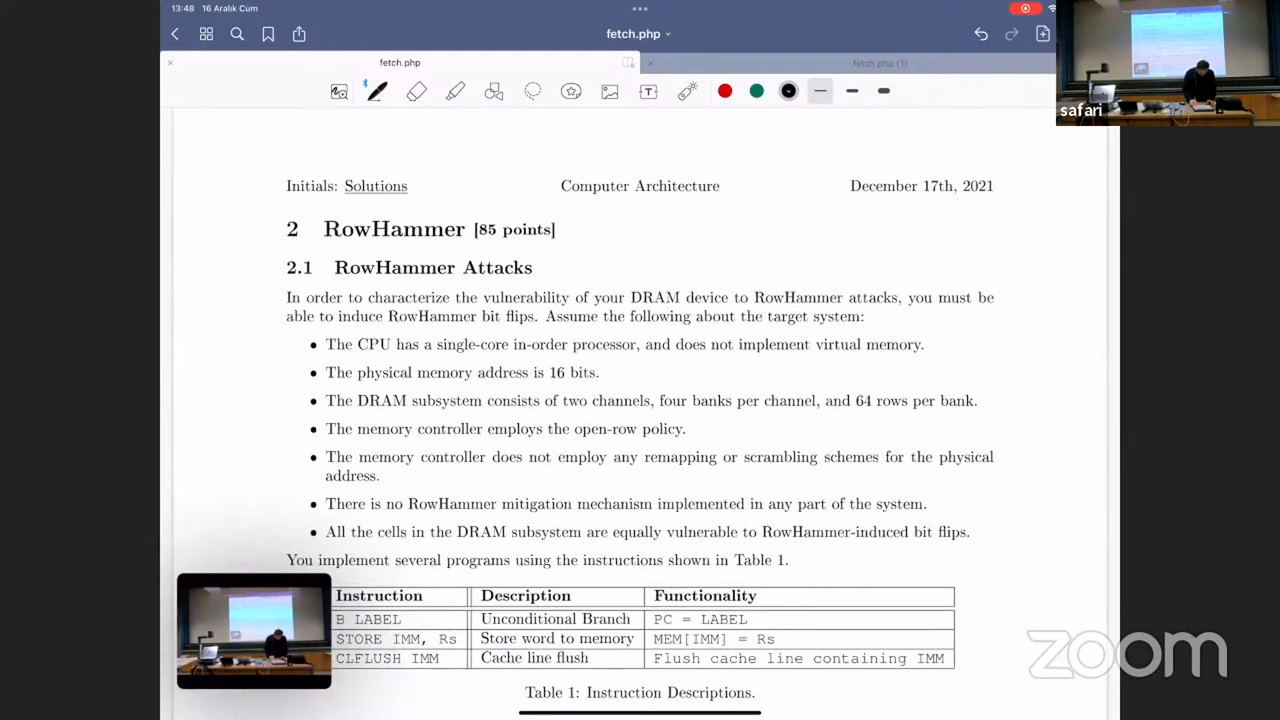 13:48 16 Aralık Cum
fetch.php
fetch.php
fetch.php (1)
safari
Initials: Solutions
Computer Architecture
December 17th, 2021
2 RowHammer [85 points]
2.1 RowHammer Attacks
In order to characterize the vulnerability of your DRAM device to RowHammer attacks, you must be
able to induce RowHammer bit flips. Assume the following about the target system:
• The CPU has a single-core in-order processor, and does not implement virtual memory.
• The physical memory address is 16 bits.
• The DRAM subsystem consists of two channels, four banks per channel, and 64 rows per bank.
• The memory controller employs the open-row policy.
• The memory controller does not employ any remapping or scrambling schemes for the physical
address.
• There is no RowHammer mitigation mechanism implemented in any part of the system.
• All the cells in the DRAM subsystem are equally vulnerable to RowHammer-induced bit flips.
You implement several programs using the instructions shown in Table 1.
Instruction Description Functionality
B LABEL Unconditional Branch PC = LABEL
STORE IMM, Rs Store word to memory MEM[IMM] = Rs
CLFLUSH IMM Cache line flush Flush cache line containing IMM
Table 1: Instruction Descriptions.
zoom